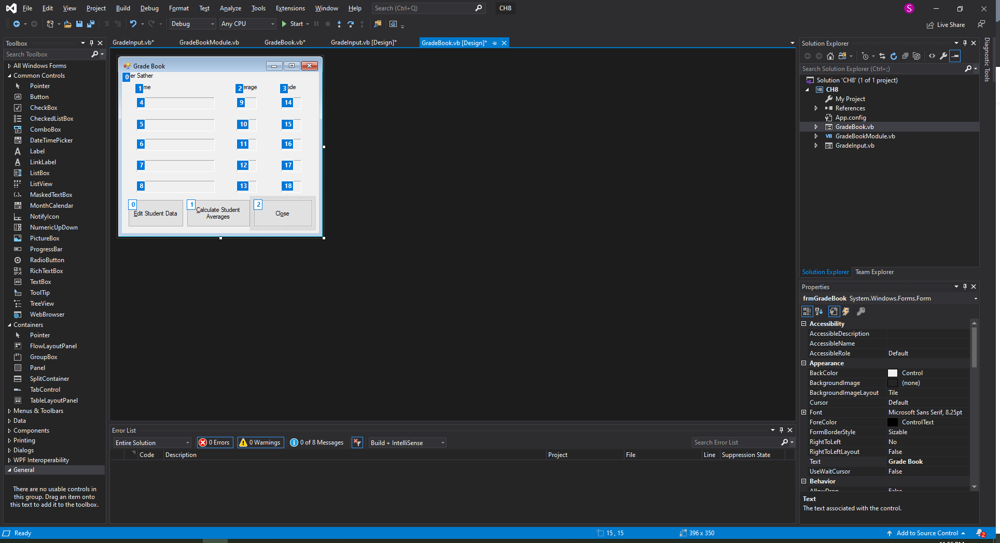 File Edit View Project Build Debug Format Test Analyze Tools Extensions Window Help Search (Ctrl+Q) CH8 S
Debug Any CPU Start Live Share
Toolbox
Search Toolbox
All Windows Forms
Common Controls
Pointer
Button
CheckBox
CheckedListBox
ComboBox
DateTimePicker
Label
LinkLabel
ListBox
ListView
MaskedTextBox
MonthCalendar
NotifyIcon
NumericUpDown
PictureBox
ProgressBar
RadioButton
RichTextBox
TextBox
ToolTip
TreeView
WebBrowser
Containers
Pointer
FlowLayoutPanel
GroupBox
Panel
SplitContainer
TabControl
TableLayoutPanel
Menus & Toolbars
Data
Components
Printing
Dialogs
WPF Interoperability
General
There are no usable controls in
this group. Drag an item onto
this text to add it to the toolbox.
GradeInput.vb* GradeBookModule.vb GradeBook.vb* GradeInput.vb [Design]* GradeBook.vb [Design]*
Grade Book
0 er Sather
1 me 2 erage 3 ade
4 9 14
5 10 15
6 11 16
7 12 17
8 13 18
0 1 2
Edit Student Data Calculate Student Averages Close
Error List
Entire Solution 0 Errors 0 Warnings 0 of 8 Messages Build + IntelliSense Search Error List
Code Description Project File Line Suppression State
Solution Explorer
Search Solution Explorer (Ctrl+;)
Solution 'CH8' (1 of 1 project)
VB CH8
My Project
References
App.config
GradeBook.vb
VB GradeBookModule.vb
GradeInput.vb
Solution Explorer Team Explorer
Properties
frmGradeBook System.Windows.Forms.Form
Accessibility
AccessibleDescription
AccessibleName
AccessibleRole Default
Appearance
BackColor Control
BackgroundImage (none)
BackgroundImageLayout Tile
Cursor Default
Font Microsoft Sans Serif, 8.25pt
ForeColor ControlText
FormBorderStyle Sizable
RightToLeft No
RightToLeftLayout False
Text Grade Book
UseWaitCursor False
Behavior
AllowDrop False
Text
The text associated with the control.
Diagnostic Tools
Ready 15 , 15 396 x 350 Add to Source Control 2